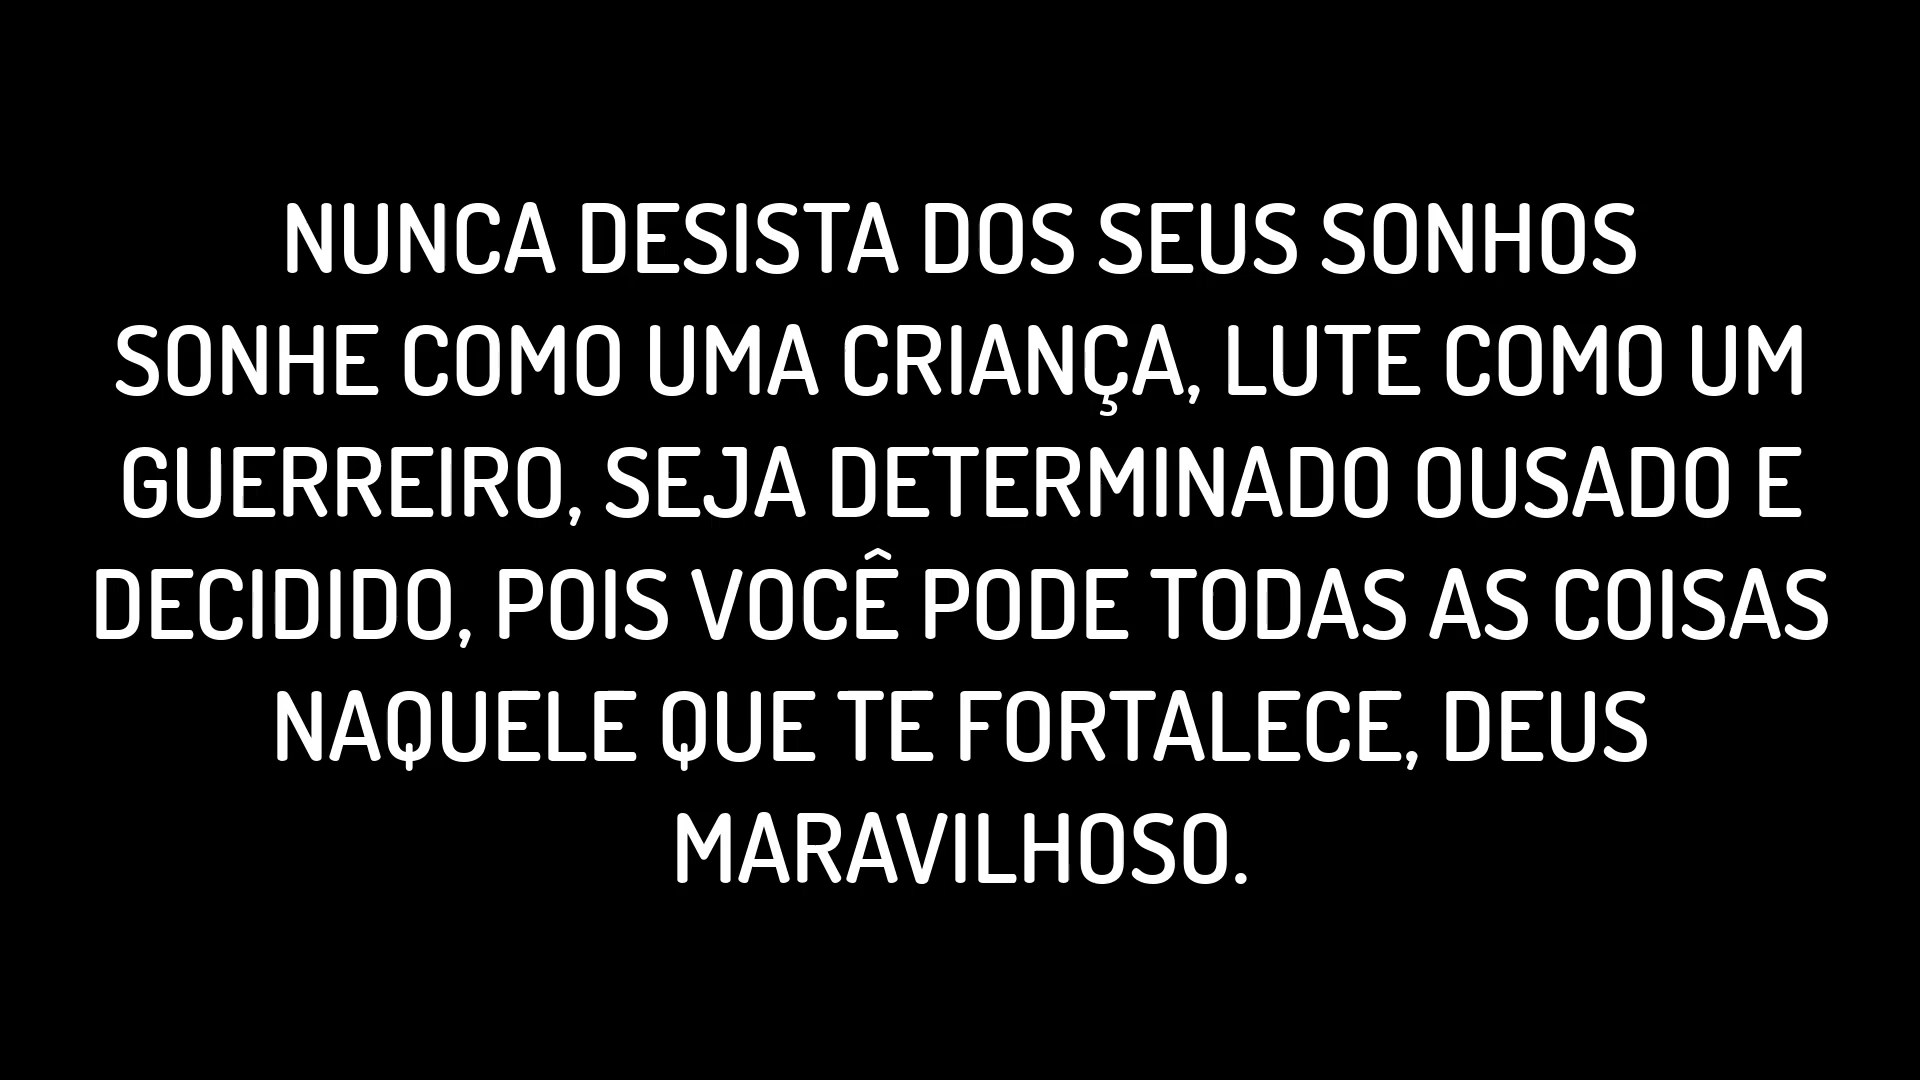 NUNCA DESISTA DOS SEUS SONHOS
SONHE COMO UMA CRIANÇA, LUTE COMO UM
GUERREIRO, SEJA DETERMINADO OUSADO E
DECIDIDO, POIS VOCÊ PODE TODAS AS COISAS
NAQUELE QUE TE FORTALECE, DEUS
MARAVILHOSO.